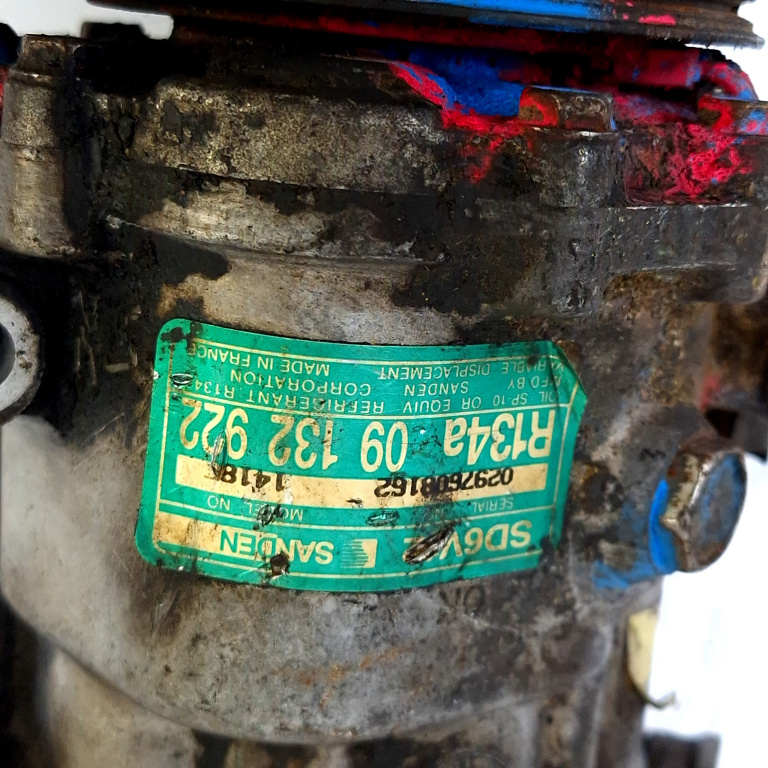 SANDEN
SERIAL NO. MODEL NO.
0297608162 1418
R134a 09 132 922
OIL SP-10 OR EQUIV REFRIGERANT R134
MFD BY SANDEN CORPORATION
VARIABLE DISPLACEMENT MADE IN FRANCE